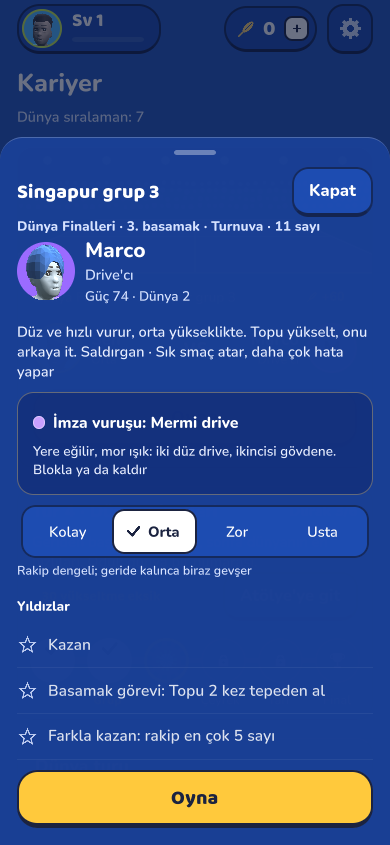 Sv 1
0
+
Kariyer
Dünya sıralaman: 7
Singapur grup 3
Kapat
Dünya Finalleri · 3. basamak · Turnuva · 11 sayı
Marco
Drive'cı
Güç 74 · Dünya 2
Düz ve hızlı vurur, orta yükseklikte. Topu yükselt, onu
arkaya it. Saldırgan · Sık smaç atar, daha çok hata
yapar
İmza vuruşu: Mermi drive
Yere eğilir, mor ışık: iki düz drive, ikincisi gövdene.
Blokla ya da kaldır
Kolay
Orta
Zor
Usta
Rakip dengeli; geride kalınca biraz gevşer
Yıldızlar
Kazan
Basamak görevi: Topu 2 kez tepeden al
Farkla kazan: rakip en çok 5 sayı
Oyna